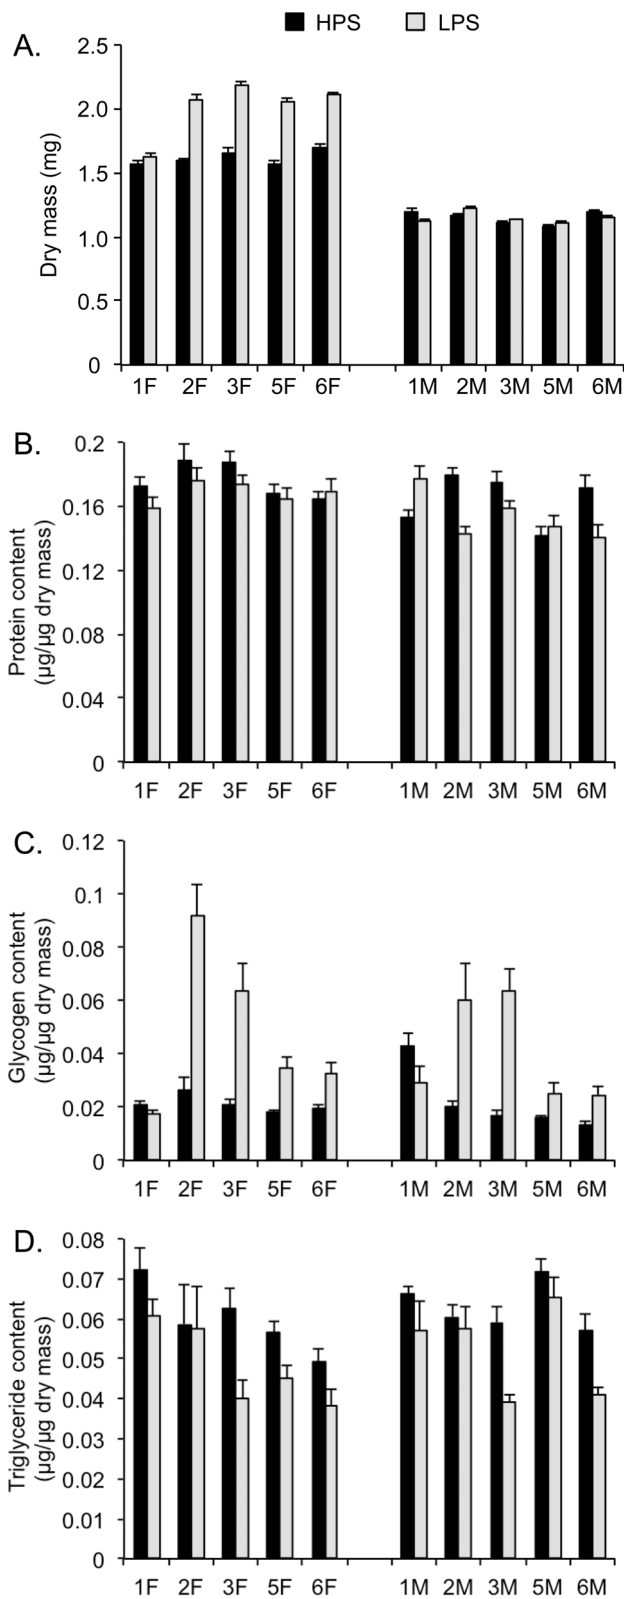 HPS LPS
A.
Dry mass (mg)
2.5
2.0
1.5
1.0
0.5
0
1F 2F 3F 5F 6F 1M 2M 3M 5M 6M
B.
Protein content
(µg/µg dry mass)
0.2
0.16
0.12
0.08
0.04
0
1F 2F 3F 5F 6F 1M 2M 3M 5M 6M
C.
Glycogen content
(µg/µg dry mass)
0.12
0.1
0.08
0.06
0.04
0.02
0
1F 2F 3F 5F 6F 1M 2M 3M 5M 6M
D.
Triglyceride content
(µg/µg dry mass)
0.08
0.07
0.06
0.05
0.04
0.03
0.02
0.01
0
1F 2F 3F 5F 6F 1M 2M 3M 5M 6M